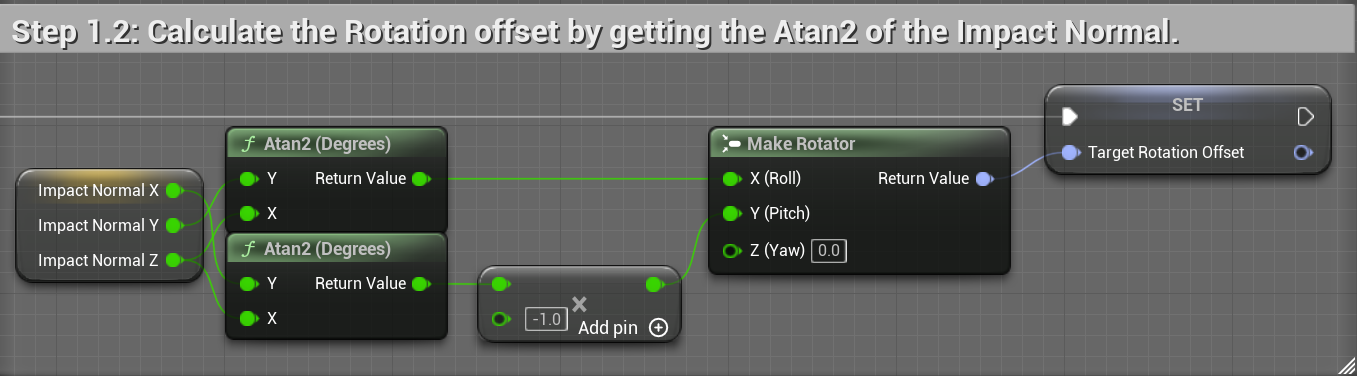 Step 1.2: Calculate the Rotation offset by getting the Atan2 of the Impact Normal.
SET
Target Rotation Offset
Atan2 (Degrees)
Y Return Value
X
Make Rotator
X (Roll) Return Value
Y (Pitch)
Z (Yaw) 0.0
Impact Normal X
Impact Normal Y
Impact Normal Z
Atan2 (Degrees)
Y Return Value
X
-1.0
Add pin